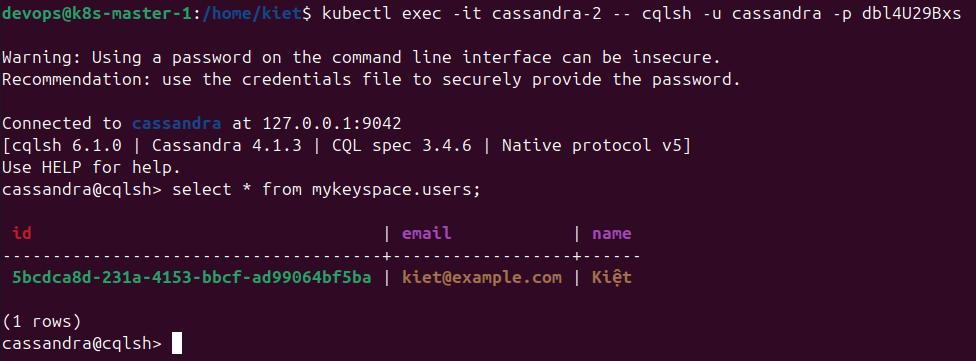 devops@k8s-master-1:/home/kiet$ kubectl exec -it cassandra-2 -- cqlsh -u cassandra -p dbl4U29Bxs
Warning: Using a password on the command line interface can be insecure.
Recommendation: use the credentials file to securely provide the password.
Connected to cassandra at 127.0.0.1:9042
[cqlsh 6.1.0 | Cassandra 4.1.3 | CQL spec 3.4.6 | Native protocol v5]
Use HELP for help.
cassandra@cqlsh> select * from mykeyspace.users;
 id                                   | email            | name
--------------------------------------+------------------+------
 5bcdca8d-231a-4153-bbcf-ad99064bf5ba | kiet@example.com | Kiệt
(1 rows)
cassandra@cqlsh>